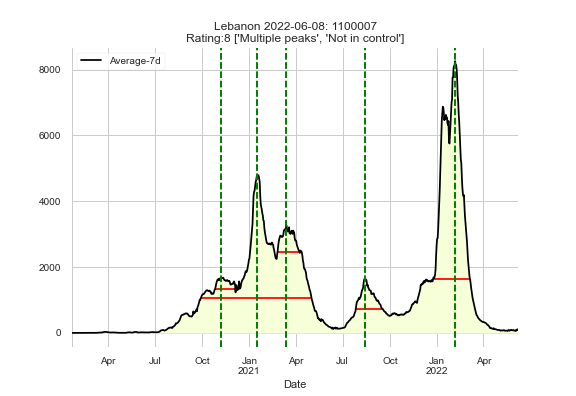 Lebanon 2022-06-08: 1100007
Rating:8 ['Multiple peaks', 'Not in control']
Average-7d
8000
6000
4000
2000
0
Apr Jul Oct Jan Apr Jul Oct Jan Apr
2021 2022
Date